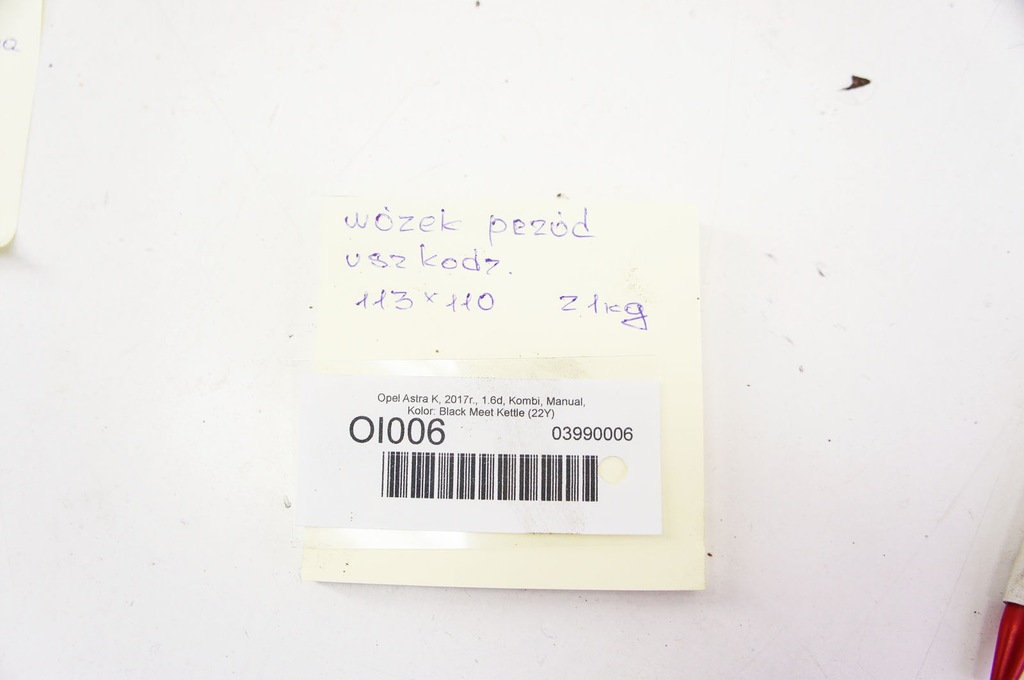 wózek pezód
uszkodz.
113 x 110 21kg
Opel Astra K, 2017r., 1.6d, Kombi, Manual,
Kolor: Black Meet Kettle (22Y)
OI006 03990006